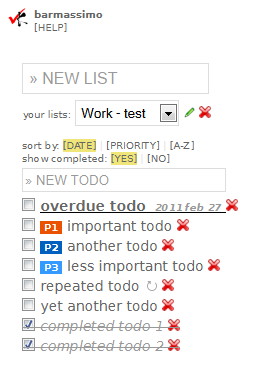 barmassimo
[HELP]
» NEW LIST
your lists: Work - test
sort by: [DATE] | [PRIORITY] | [A-Z]
show completed: [YES] | [NO]
» NEW TODO
overdue todo 2011 feb 27
P1 important todo
P2 another todo
P3 less important todo
repeated todo
yet another todo
completed todo 1
completed todo 2